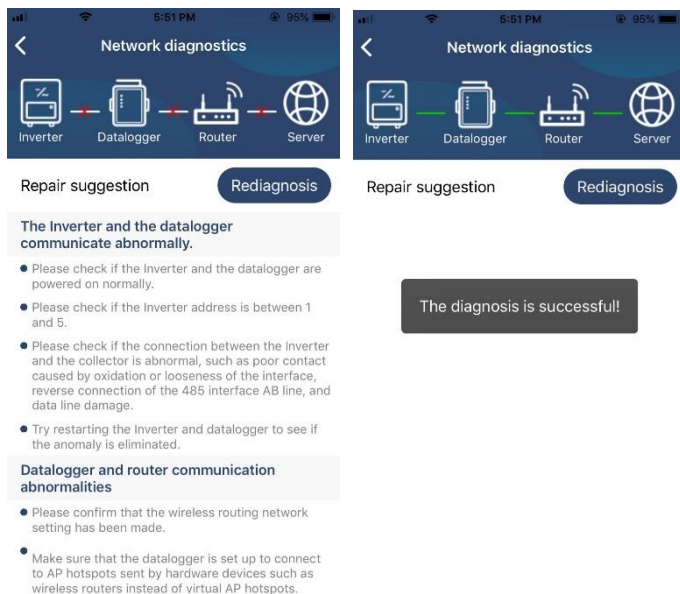 5:51 PM
95%
Network diagnostics
Inverter Datalogger Router Server
Repair suggestion
Rediagnosis
The Inverter and the datalogger
communicate abnormally.
Please check if the Inverter and the datalogger are
powered on normally.
Please check if the Inverter address is between 1
and 5.
Please check if the connection between the Inverter
and the collector is abnormal, such as poor contact
caused by oxidation or looseness of the interface,
reverse connection of the 485 interface AB line, and
data line damage.
Try restarting the Inverter and datalogger to see if
the anomaly is eliminated.
Datalogger and router communication
abnormalities
Please confirm that the wireless routing network
setting has been made.
Make sure that the datalogger is set up to connect
to AP hotspots sent by hardware devices such as
wireless routers instead of virtual AP hotspots.
5:51 PM
95%
Network diagnostics
Inverter Datalogger Router Server
Repair suggestion
Rediagnosis
The diagnosis is successful!